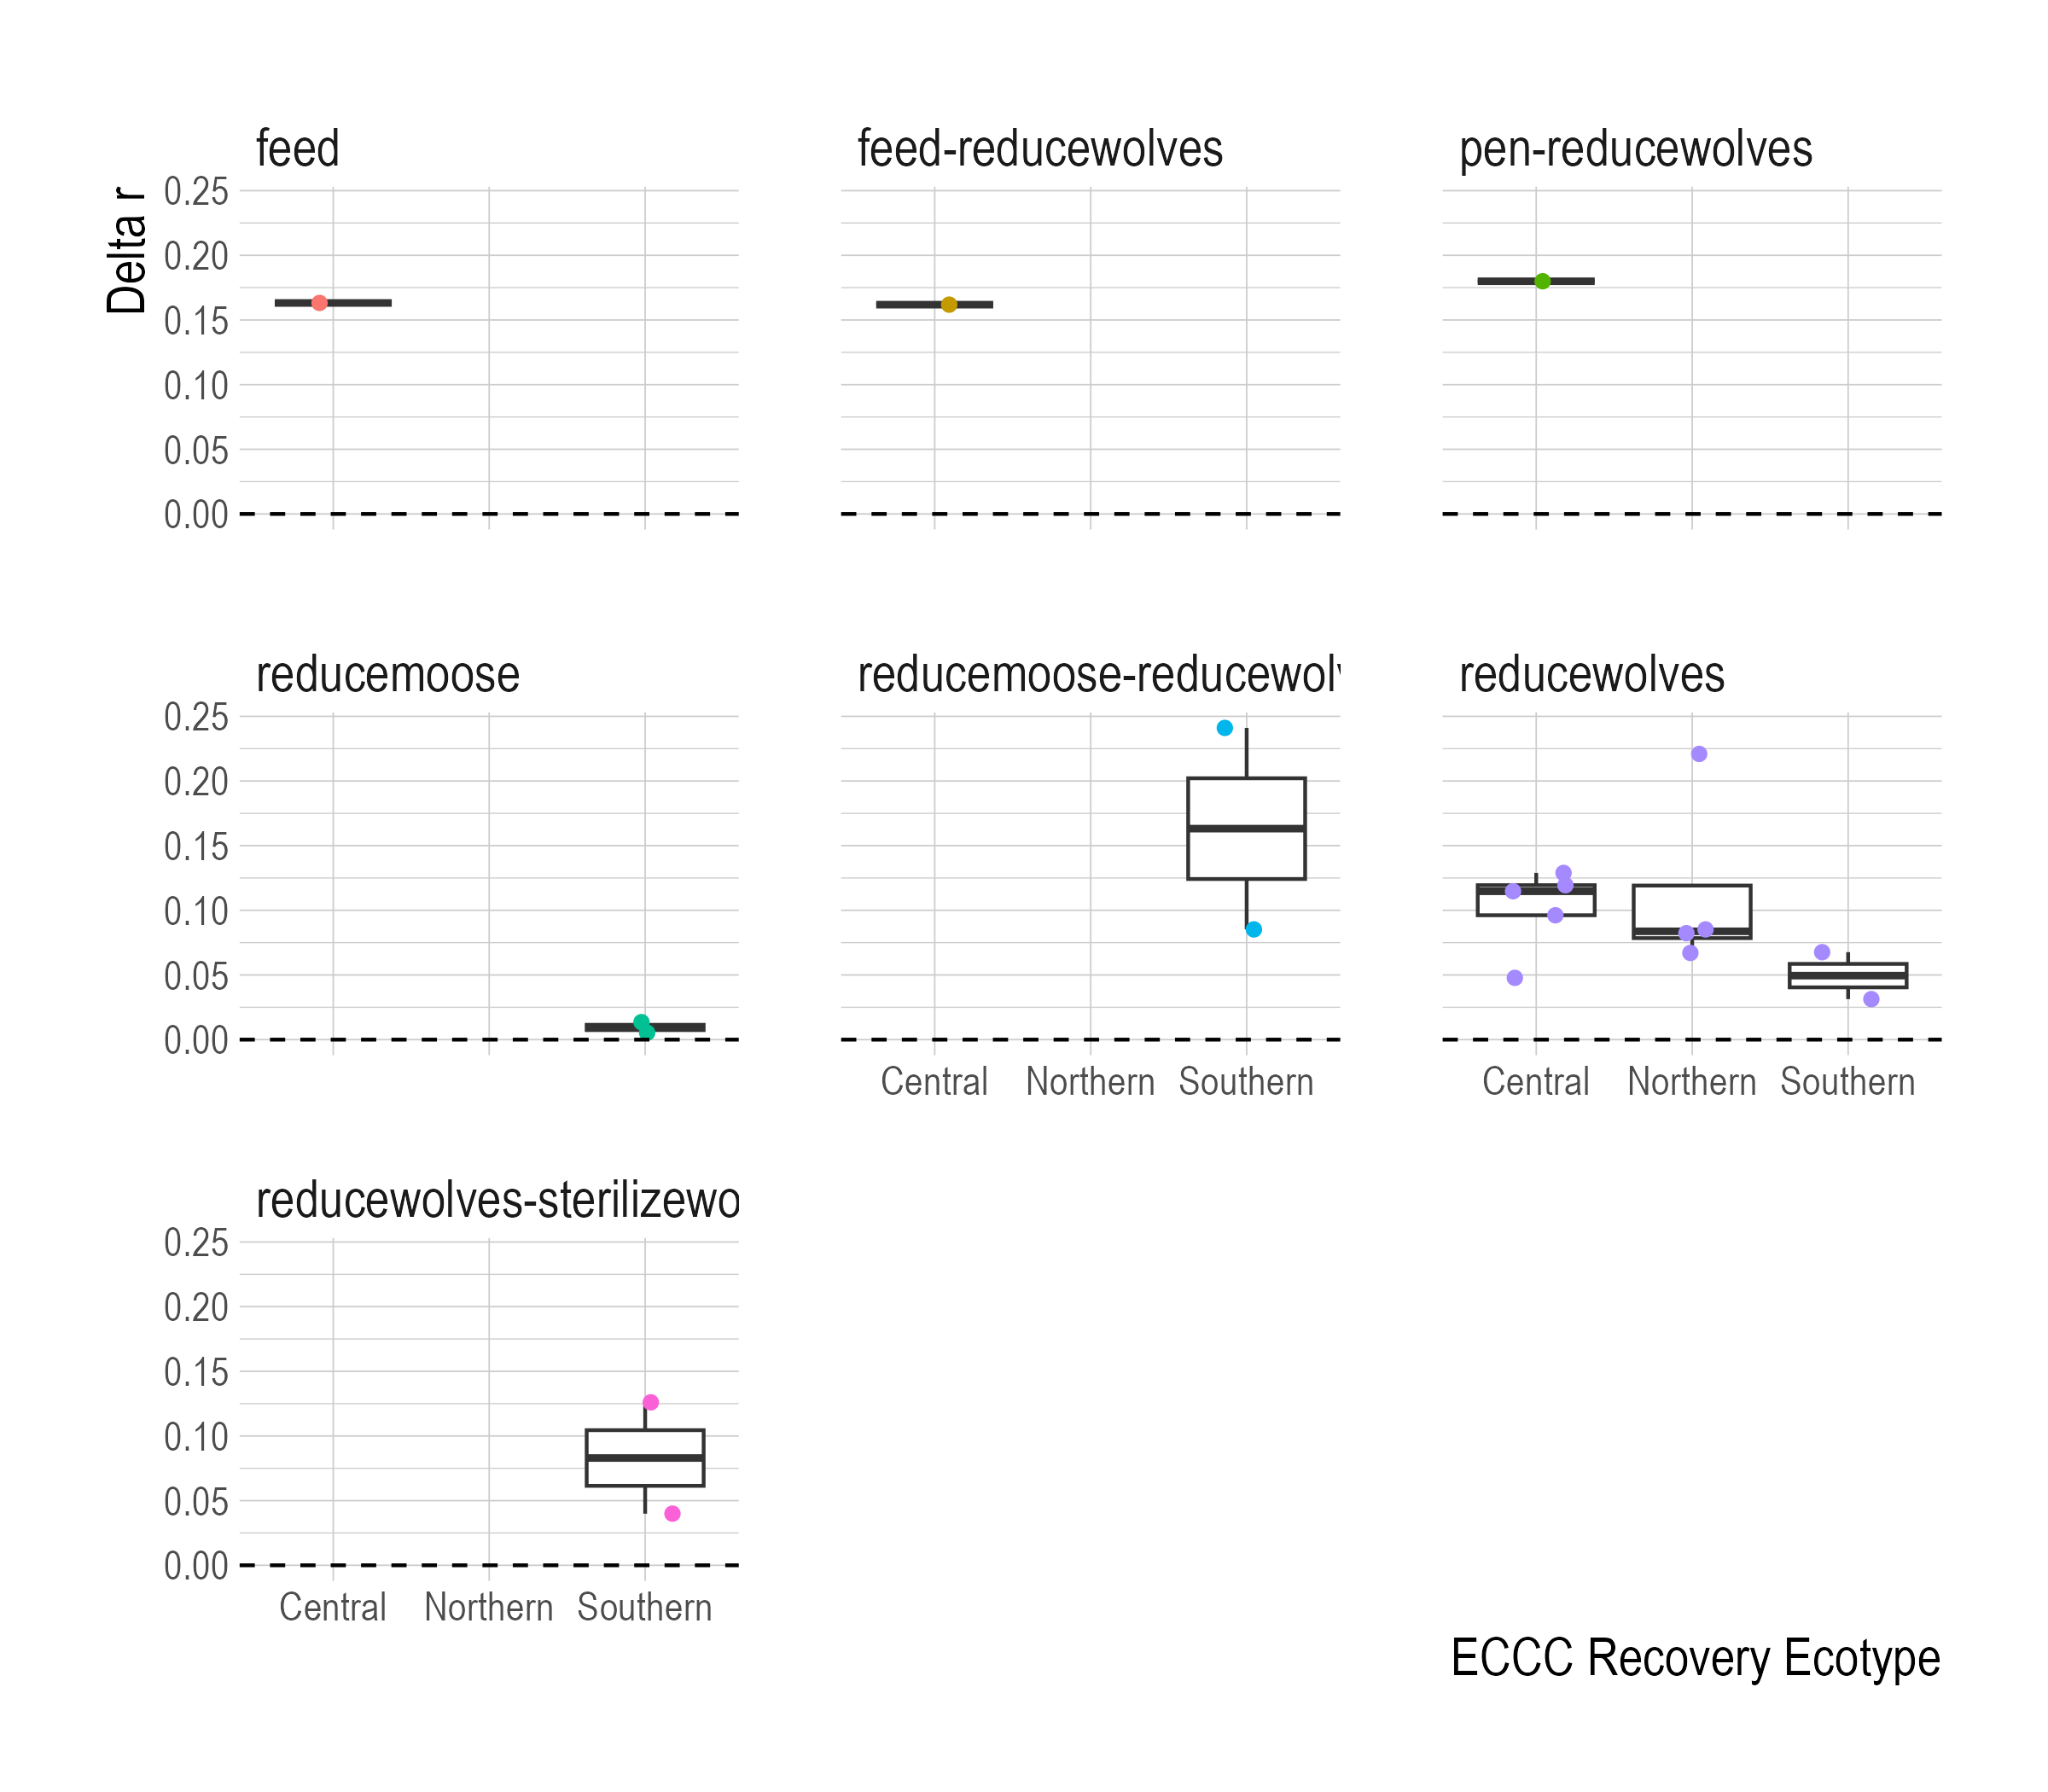 feed
feed-reducewolves
pen-reducewolves
Delta r
0.25
0.20
0.15
0.10
0.05
0.00
reducemoose
reducemoose-reducewolv
reducewolves
0.25
0.20
0.15
0.10
0.05
0.00
Central Northern Southern
Central Northern Southern
reducewolves-sterilizewo
0.25
0.20
0.15
0.10
0.05
0.00
Central Northern Southern
ECCC Recovery Ecotype